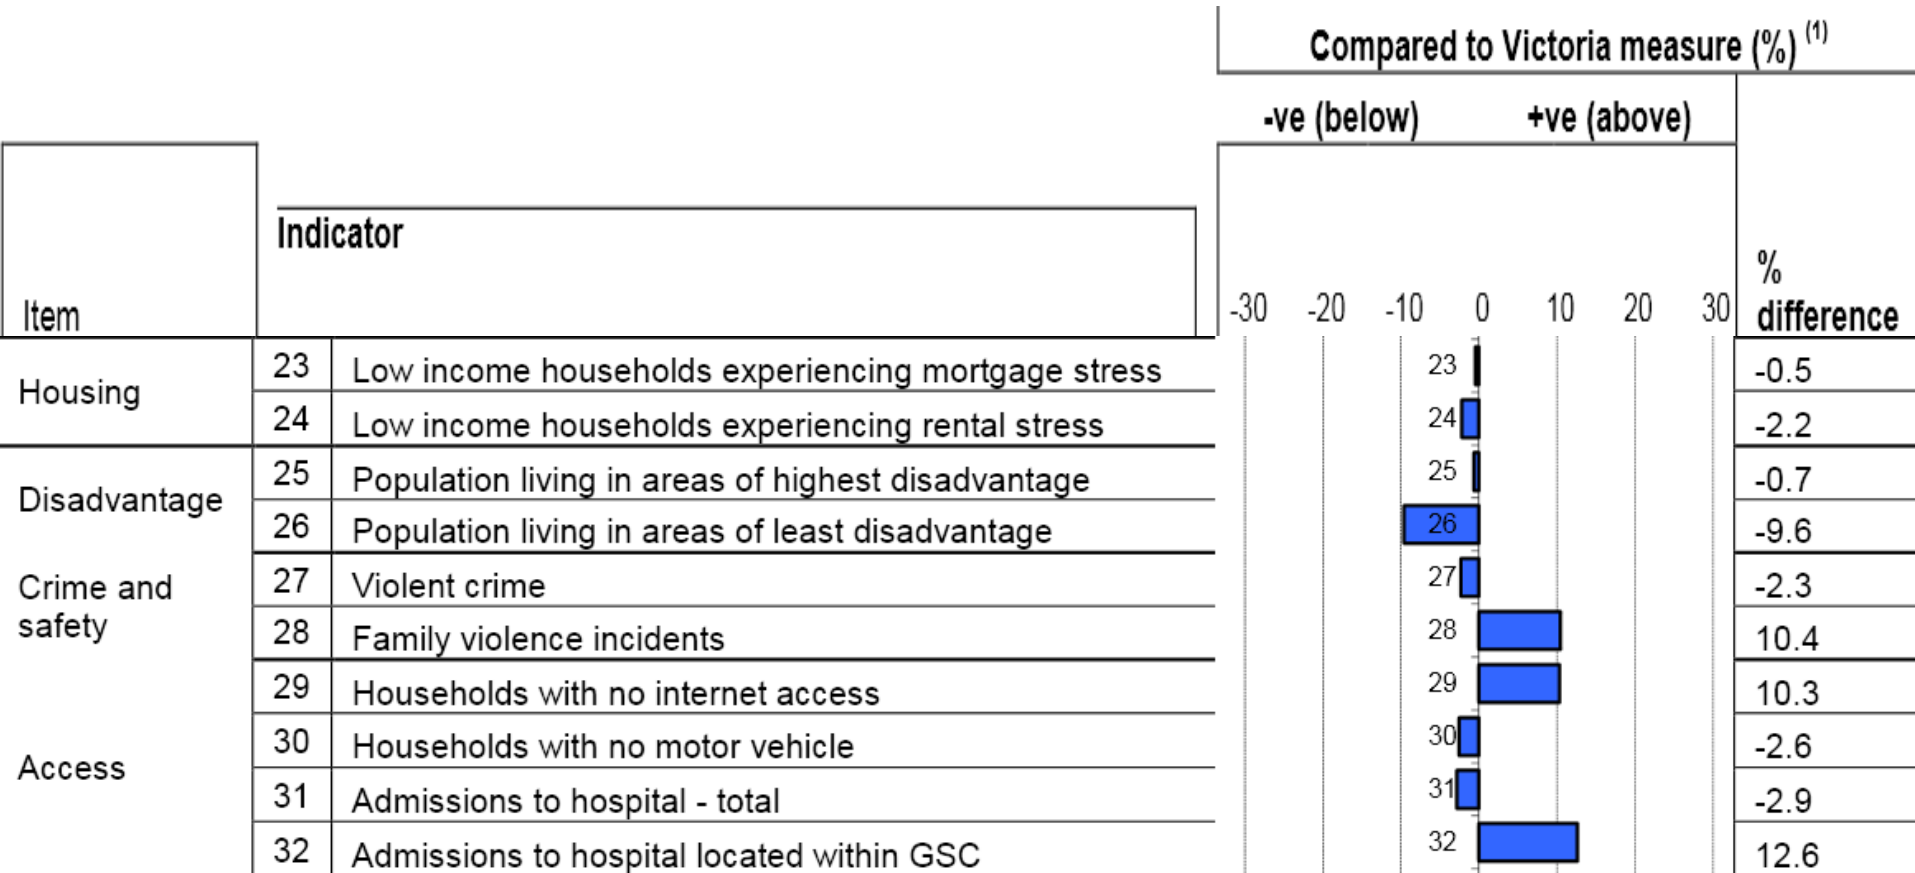 Compared to Victoria measure (%) (1)
-ve (below) +ve (above)
Item Indicator -30 -20 -10 0 10 20 30 % difference
Housing
23 Low income households experiencing mortgage stress 23 -0.5
24 Low income households experiencing rental stress 24 -2.2
Disadvantage
25 Population living in areas of highest disadvantage 25 -0.7
26 Population living in areas of least disadvantage 26 -9.6
Crime and
safety
27 Violent crime 27 -2.3
28 Family violence incidents 28 10.4
Access
29 Households with no internet access 29 10.3
30 Households with no motor vehicle 30 -2.6
31 Admissions to hospital - total 31 -2.9
32 Admissions to hospital located within GSC 32 12.6